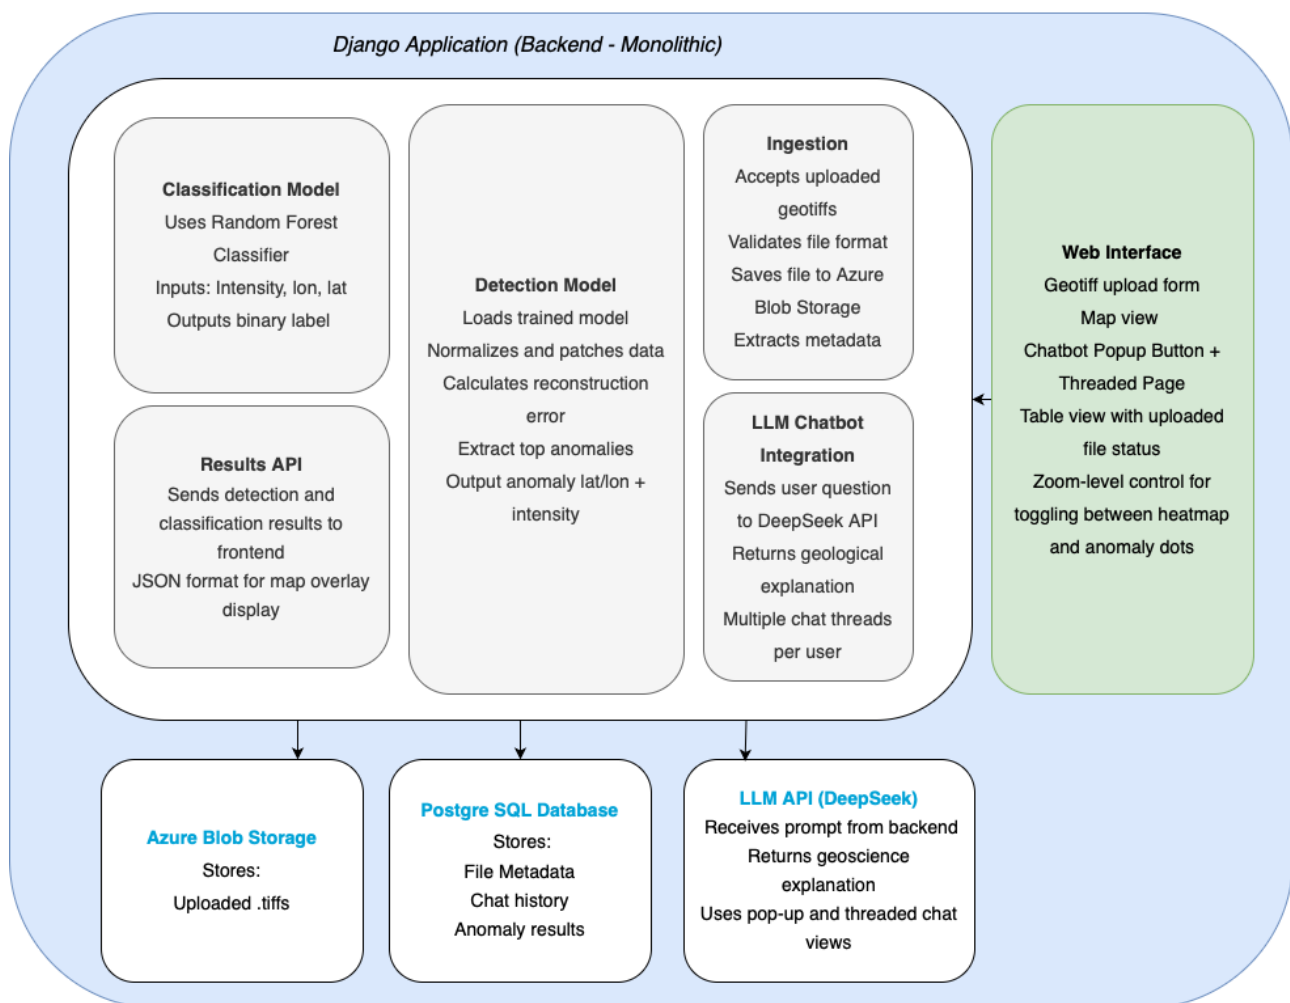 Django Application (Backend - Monolithic)
Classification Model
Uses Random Forest
Classifier
Inputs: Intensity, lon, lat
Outputs binary label
Results API
Sends detection and
classification results to
frontend
JSON format for map overlay
display
Detection Model
Loads trained model
Normalizes and patches data
Calculates reconstruction
error
Extract top anomalies
Output anomaly lat/lon +
intensity
Ingestion
Accepts uploaded
geotiffs
Validates file format
Saves file to Azure
Blob Storage
Extracts metadata
LLM Chatbot
Integration
Sends user question
to DeepSeek API
Returns geological
explanation
Multiple chat threads
per user
Web Interface
Geotiff upload form
Map view
Chatbot Popup Button +
Threaded Page
Table view with uploaded
file status
Zoom-level control for
toggling between heatmap
and anomaly dots
Azure Blob Storage
Stores:
Uploaded .tiffs
Postgre SQL Database
Stores:
File Metadata
Chat history
Anomaly results
LLM API (DeepSeek)
Receives prompt from backend
Returns geoscience
explanation
Uses pop-up and threaded chat
views